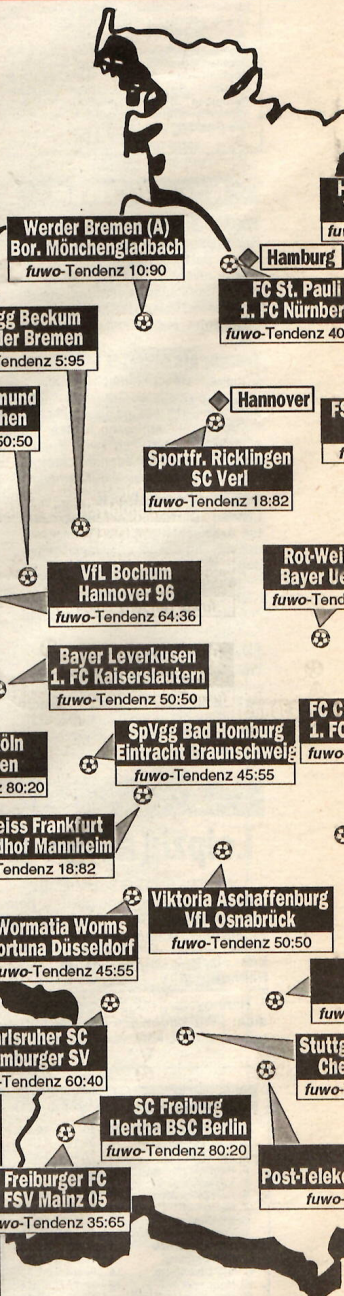 Werder Bremen (A)
Bor. Mönchengladbach
fuwo-Tendenz 10:90
Hamburg
FC St. Pauli
1. FC Nürnber
fuwo-Tendenz 40
gg Beckum
der Bremen
endenz 5:95
mund
hen
50:50
Hannover
FS
Sportfr. Ricklingen
SC Verl
fuwo-Tendenz 18:82
VfL Bochum
Hannover 96
fuwo-Tendenz 64:36
Rot-Wei
Bayer Ue
fuwo-Tend
Bayer Leverkusen
1. FC Kaiserslautern
fuwo-Tendenz 50:50
FC C
1. FC
fuwo-
öln
en
z 80:20
SpVgg Bad Homburg
Eintracht Braunschweig
fuwo-Tendenz 45:55
eiss Frankfurt
dhof Mannheim
Tendenz 18:82
Viktoria Aschaffenburg
VfL Osnabrück
fuwo-Tendenz 50:50
Wormatia Worms
ortuna Düsseldorf
uwo-Tendenz 45:55
fuw
arlsruher SC
mburger SV
-Tendenz 60:40
Stuttg
Che
fuwo-
SC Freiburg
Hertha BSC Berlin
fuwo-Tendenz 80:20
Post-Teleko
fuwo-
Freiburger FC
FSV Mainz 05
wo-Tendenz 35:65